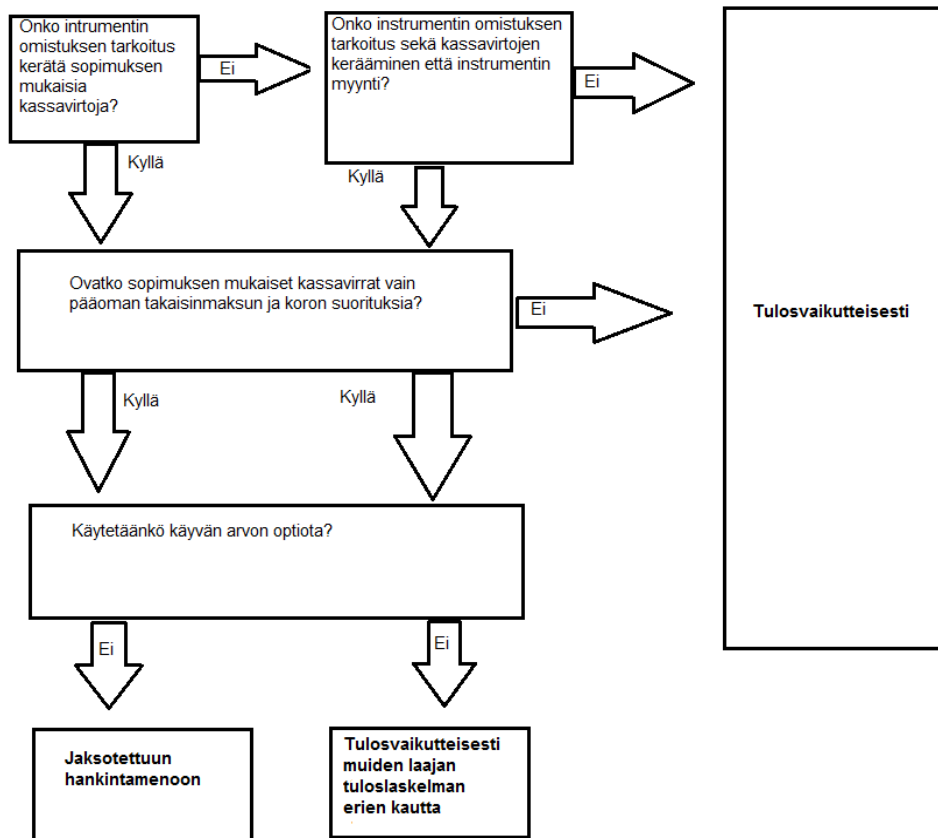 Onko intrumentin
omistuksen tarkoitus
kerätä sopimuksen
mukaisia
kassavirtoja?
Ei
Onko instrumentin omistuksen
tarkoitus sekä kassavirtojen
kerääminen että instrumentin
myynti?
Ei
Kyllä
Kyllä
Ovatko sopimuksen mukaiset kassavirrat vain
pääoman takaisinmaksun ja koron suorituksia?
Ei
Tulosvaikutteisesti
Kyllä
Kyllä
Käytetäänkö käyvän arvon optiota?
Ei
Ei
Jaksotettuun
hankintamenoon
Tulosvaikutteisesti
muiden laajan
tuloslaskelman
erien kautta